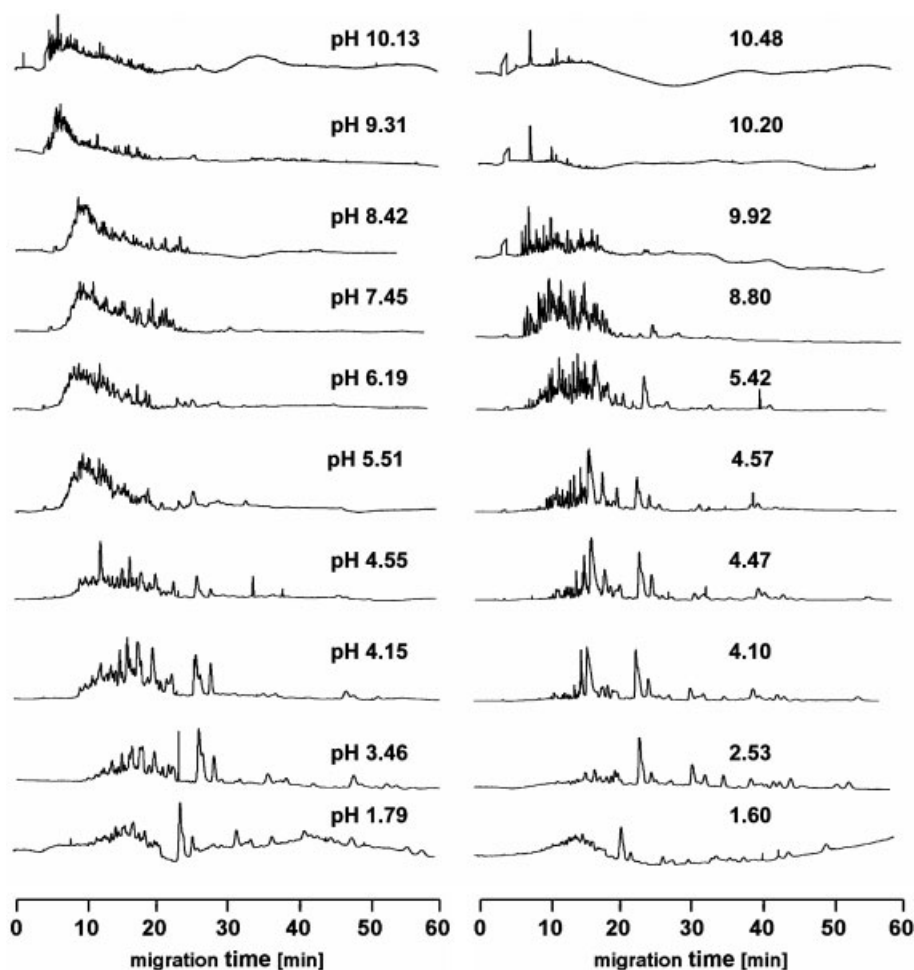 pH 10.13 10.48
pH 9.31 10.20
pH 8.42 9.92
pH 7.45 8.80
pH 6.19 5.42
pH 5.51 4.57
pH 4.55 4.47
pH 4.15 4.10
pH 3.46 2.53
pH 1.79 1.60
0 10 20 30 40 50 60 0 10 20 30 40 50 60
migration time [min] migration time [min]